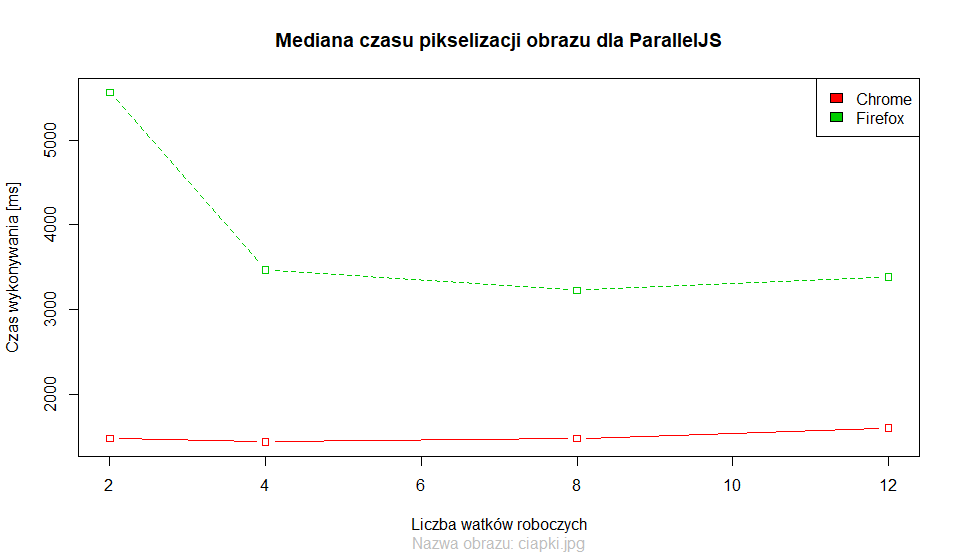 Mediana czasu pikselizacji obrazu dla ParallelJS
Chrome
Firefox
Czas wykonywania [ms]
5000
4000
3000
2000
2 4 6 8 10 12
Liczba watków roboczych
Nazwa obrazu: ciapki.jpg